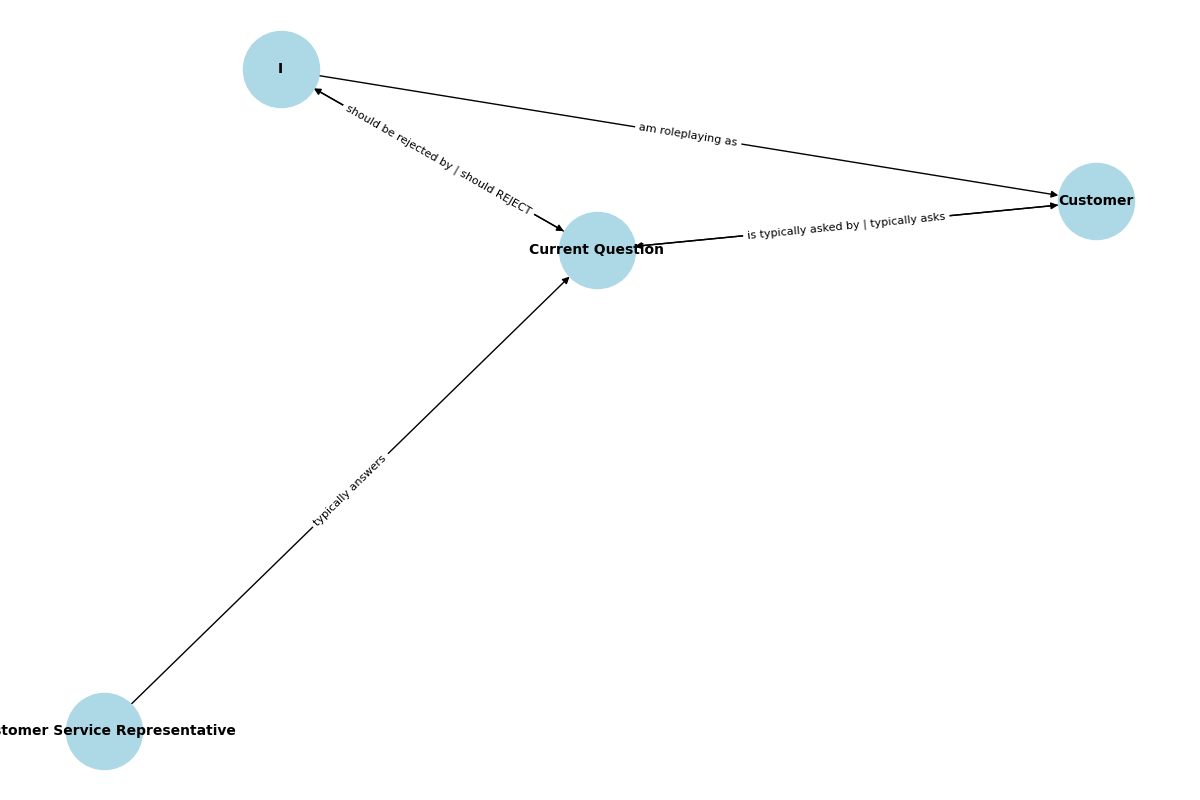 I
am roleplaying as
should be rejected by | should REJECT
Customer
is typically asked by | typically asks
Current Question
typically answers
stomer Service Representative